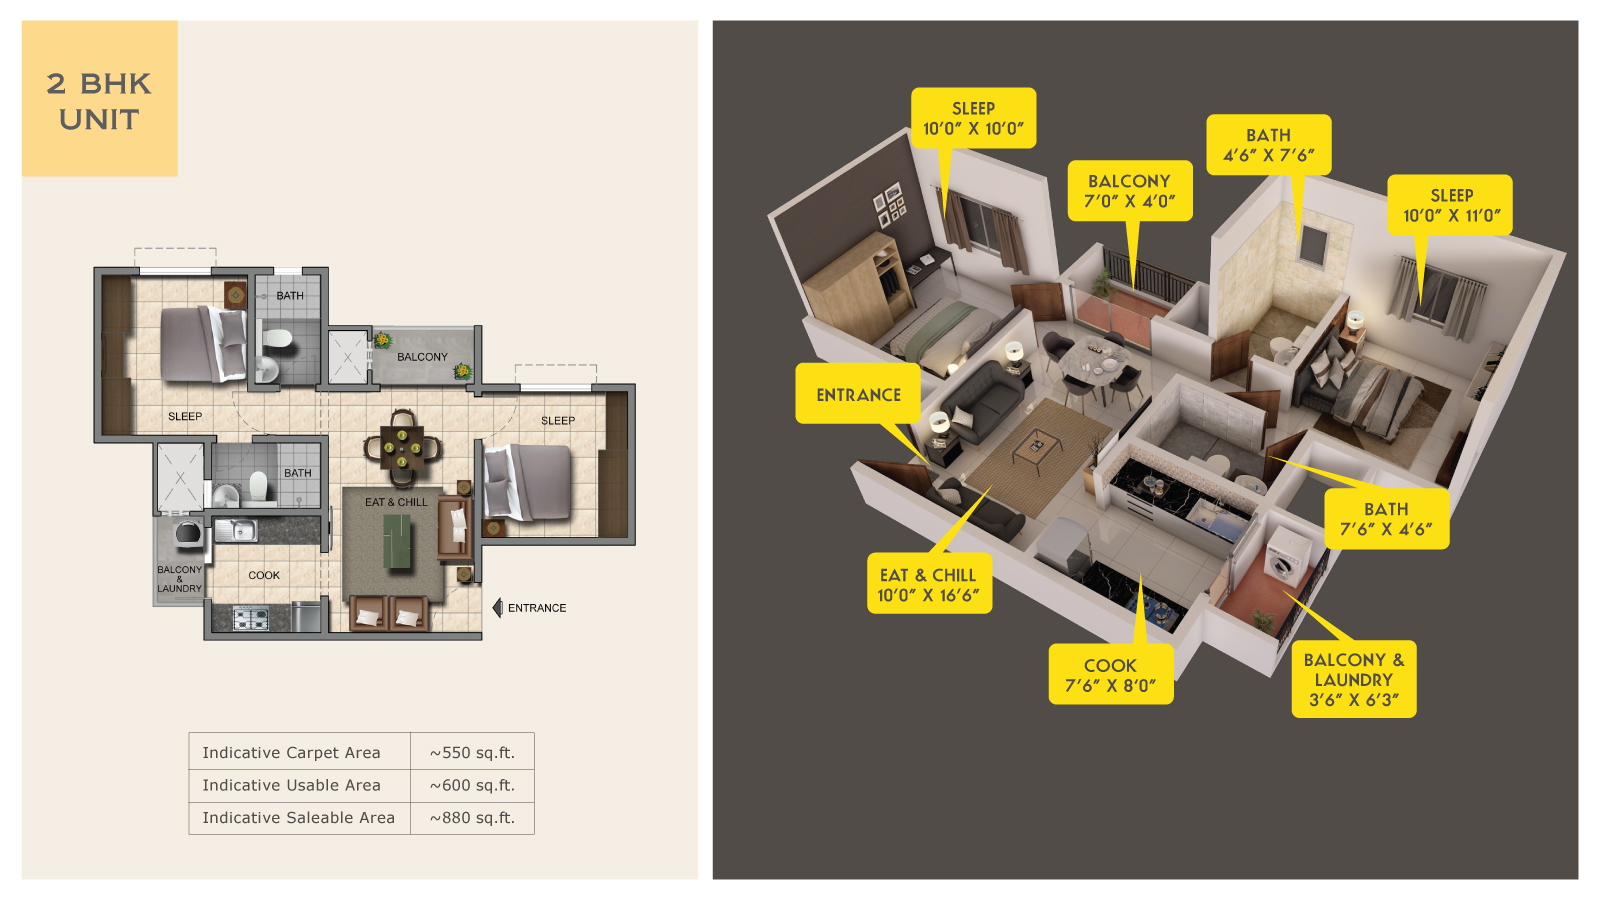 2 BHK
UNIT
BATH
BALCONY
SLEEP
SLEEP
BATH
EAT & CHILL
BALCONY
&
LAUNDRY
COOK
ENTRANCE
Indicative Carpet Area ~550 sq.ft.
Indicative Usable Area ~600 sq.ft.
Indicative Saleable Area ~880 sq.ft.
SLEEP
10'0” X 10'0”
BALCONY
7'0” X 4'0”
BATH
4'6” X 7'6”
SLEEP
10'0” X 11'0”
ENTRANCE
BATH
7'6” X 4'6”
EAT & CHILL
10'0” X 16'6”
COOK
7'6” X 8'0”
BALCONY &
LAUNDRY
3'6” X 6'3”